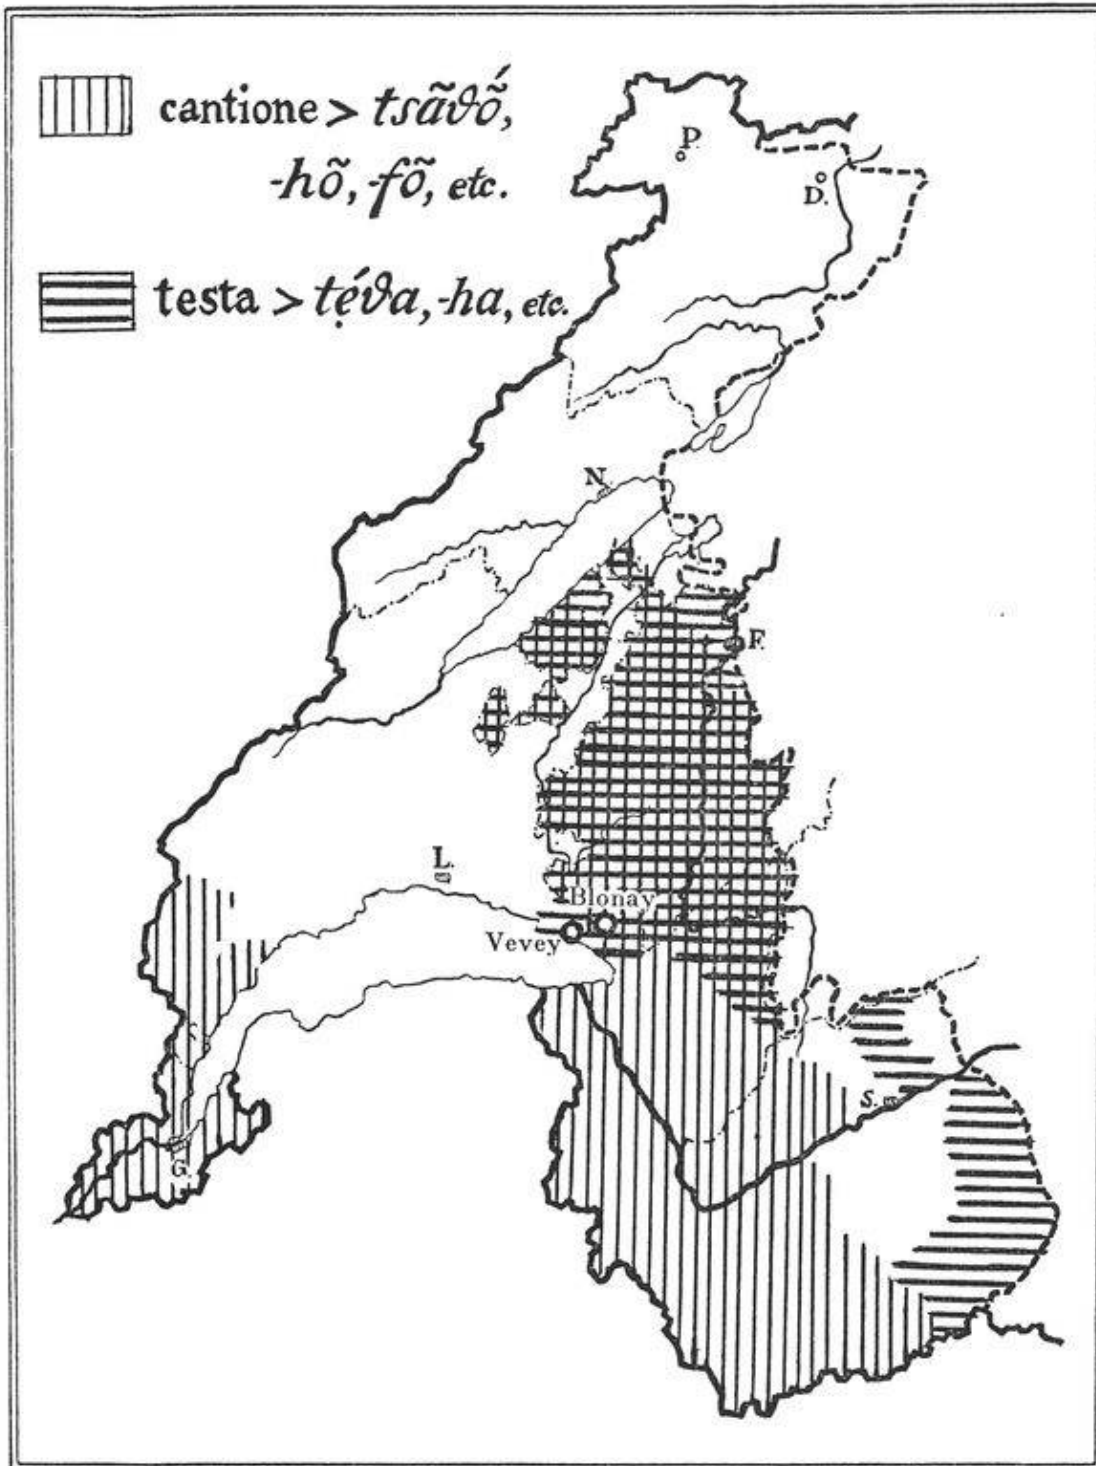 cantione > tsãϑṍ,
-hõ, -fõ, etc.
testa > tẹ́ϑa, -ha, etc.
P.
D.
N.
F.
L.
Blonay
Vevey
S.
G.